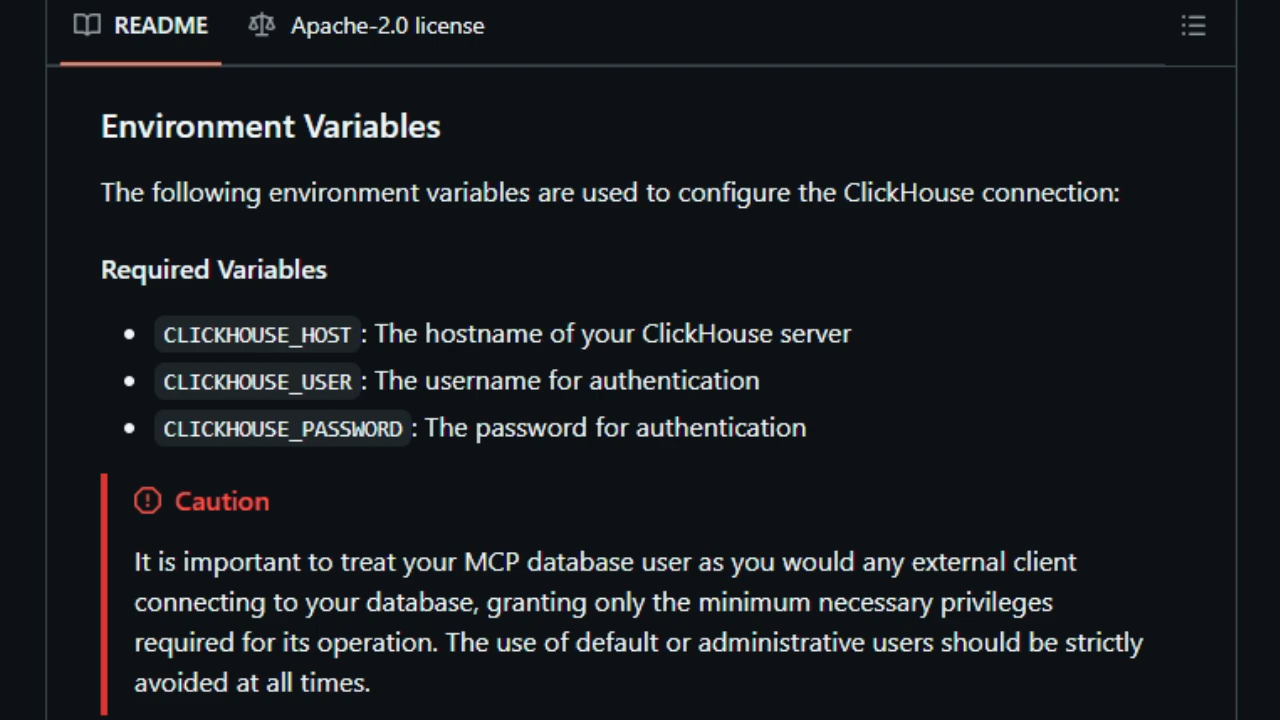 README
Apache-2.0 license
Environment Variables
The following environment variables are used to configure the ClickHouse connection:
Required Variables
CLICKHOUSE_HOST: The hostname of your ClickHouse server
CLICKHOUSE_USER: The username for authentication
CLICKHOUSE_PASSWORD: The password for authentication
Caution
It is important to treat your MCP database user as you would any external client
connecting to your database, granting only the minimum necessary privileges
required for its operation. The use of default or administrative users should be strictly
avoided at all times.